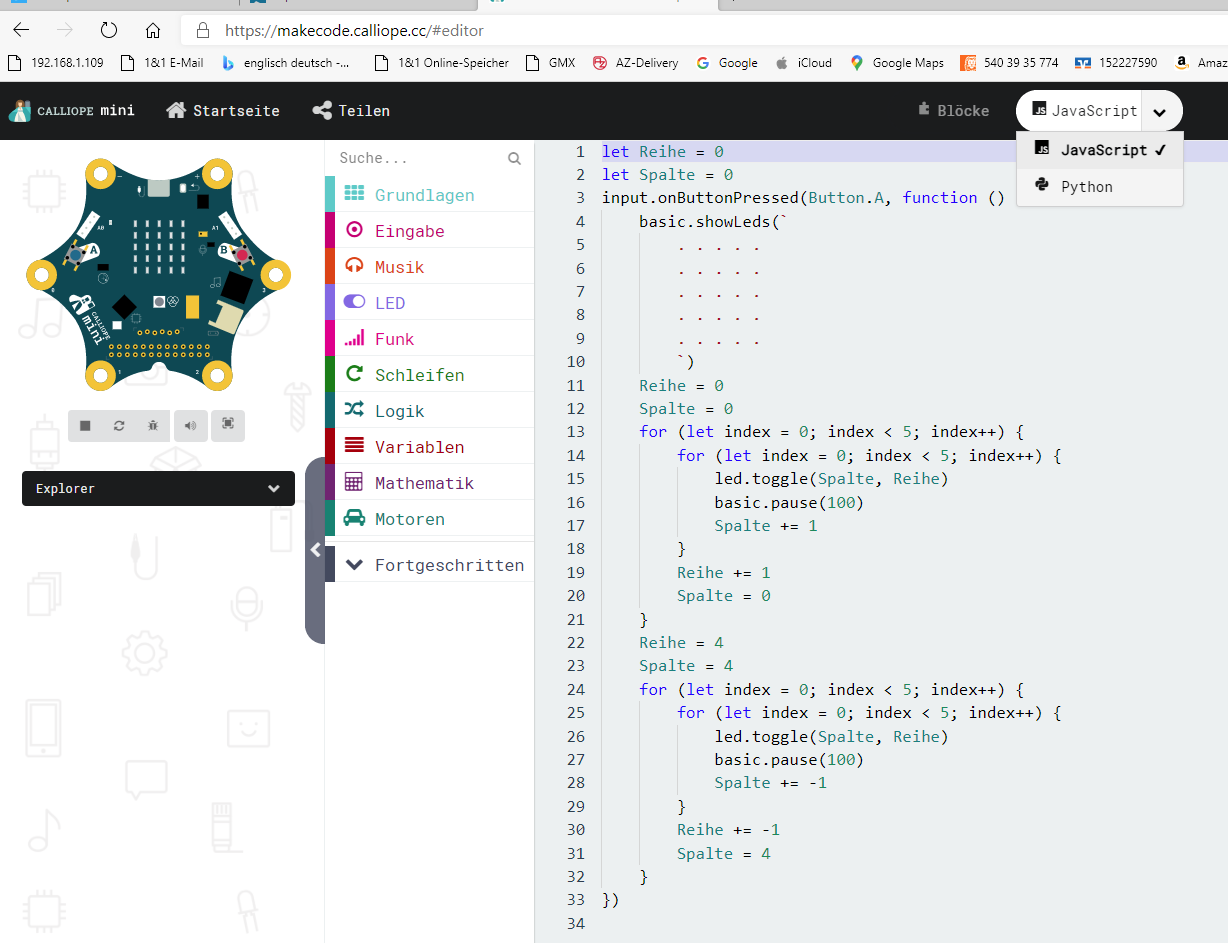 https://makecode.calliope.cc/#editor
192.168.1.109 1&1 E-Mail englisch deutsch -... 1&1 Online-Speicher GMX AZ-Delivery Google iCloud Google Maps 540 39 35 774 152227590 Amaz
CALLIOPE mini Startseite Teilen Blöcke JavaScript
JavaScript
Python
Suche...
Grundlagen
Eingabe
Musik
LED
Funk
Schleifen
Logik
Variablen
Mathematik
Motoren
Fortgeschritten
A0
A1
A
B
CALLIOPE
mini
Explorer
1 let Reihe = 0
2 let Spalte = 0
3 input.onButtonPressed(Button.A, function ()
4 basic.showLeds(`
5 . . . . .
6 . . . . .
7 . . . . .
8 . . . . .
9 . . . . .
10 `)
11 Reihe = 0
12 Spalte = 0
13 for (let index = 0; index < 5; index++) {
14 for (let index = 0; index < 5; index++) {
15 led.toggle(Spalte, Reihe)
16 basic.pause(100)
17 Spalte += 1
18 }
19 Reihe += 1
20 Spalte = 0
21 }
22 Reihe = 4
23 Spalte = 4
24 for (let index = 0; index < 5; index++) {
25 for (let index = 0; index < 5; index++) {
26 led.toggle(Spalte, Reihe)
27 basic.pause(100)
28 Spalte += -1
29 }
30 Reihe += -1
31 Spalte = 4
32 }
33 })
34